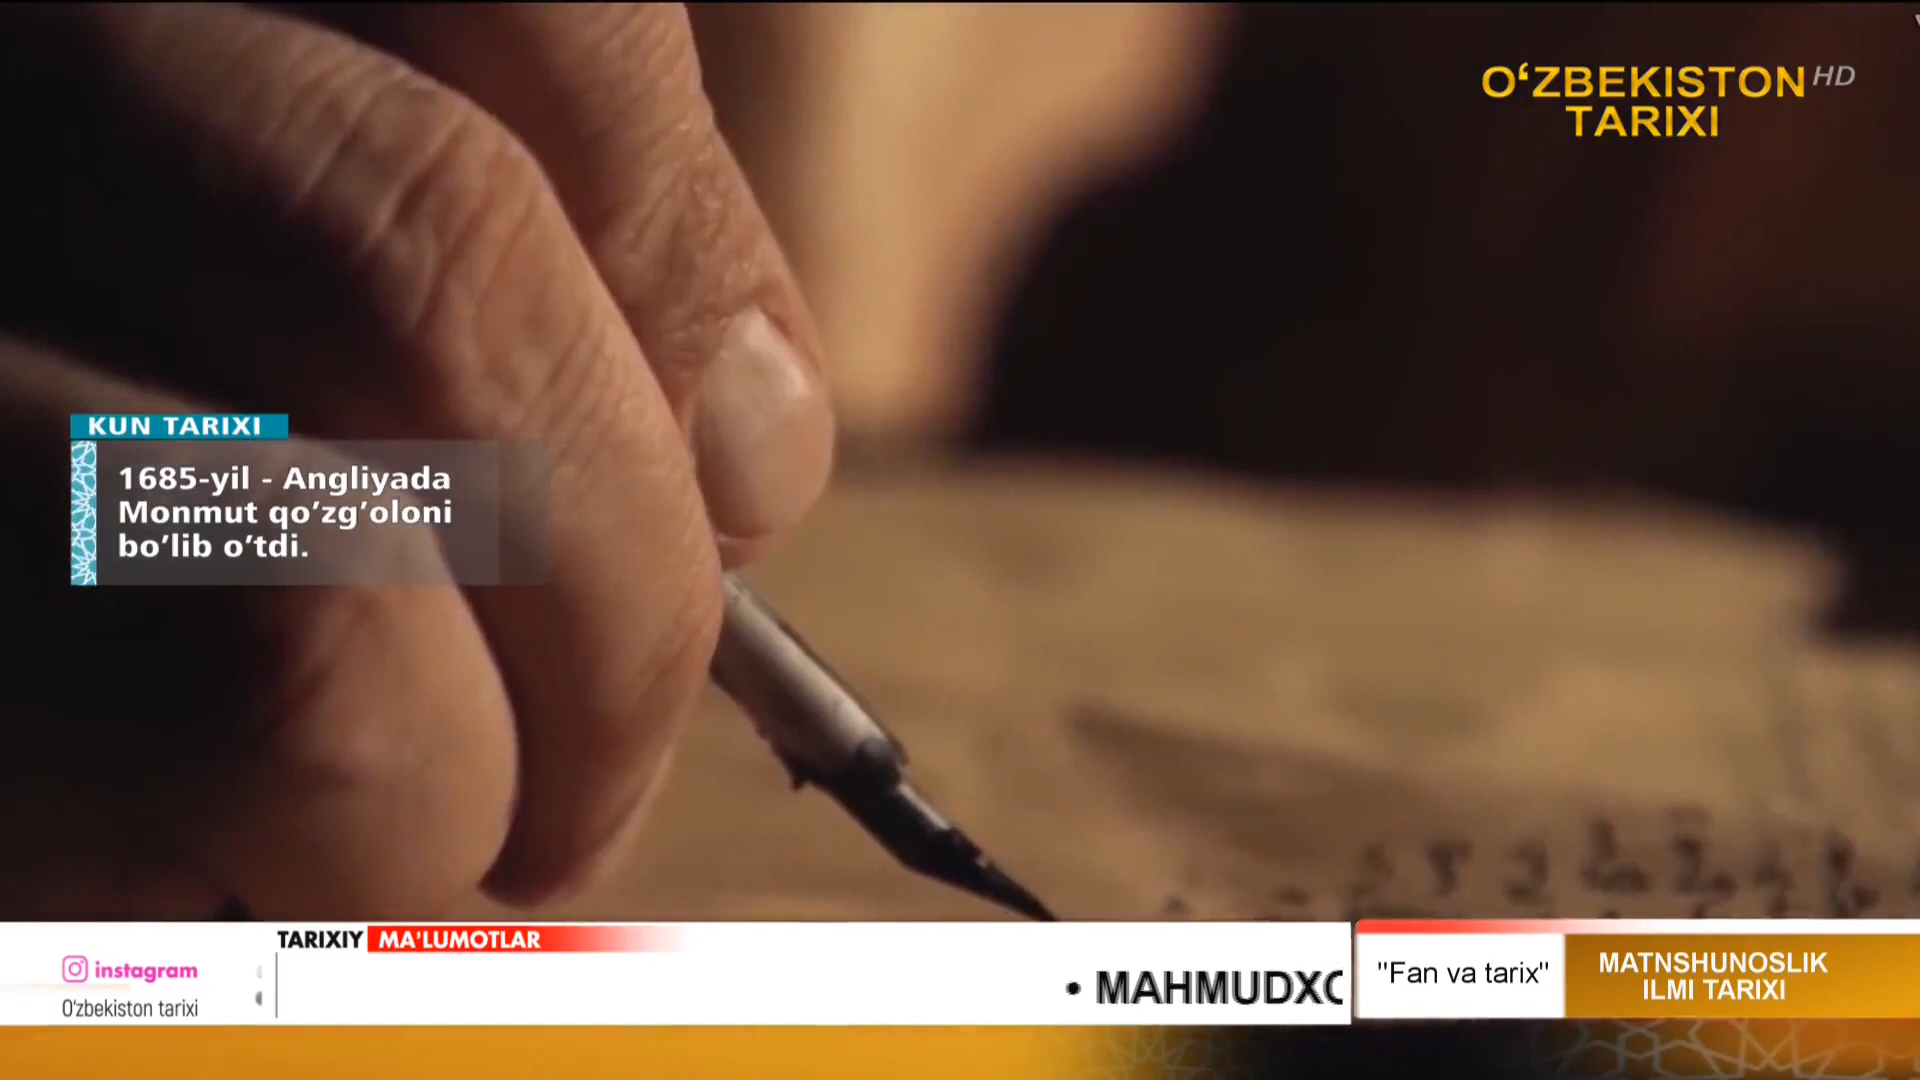 O‘ZBEKISTON HD
TARIXI
KUN TARIXI
1685-yil - Angliyada
Monmut qo’zg’oloni
bo’lib o’tdi.
TARIXIY MA’LUMOTLAR
instagram
O‘zbekiston tarixi
• MAHMUDXO
"Fan va tarix"
MATNSHUNOSLIK
ILMI TARIXI